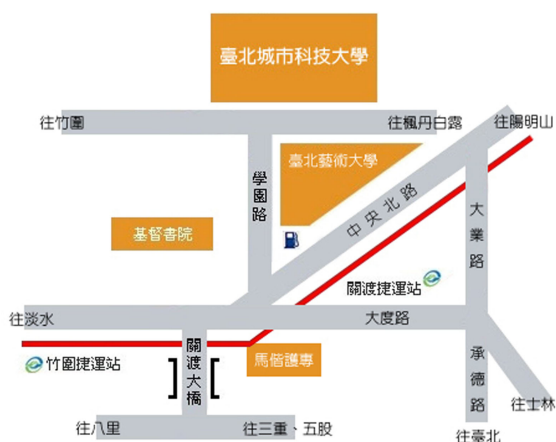 臺北城市科技大學
往竹圍
往楓丹白露
往陽明山
臺北藝術大學
學園路
中央北路
大業路
基督書院
關渡捷運站
往淡水
大度路
竹圍捷運站
關渡大橋
馬偕護專
承德路
往士林
往八里
往三重、五股
往臺北